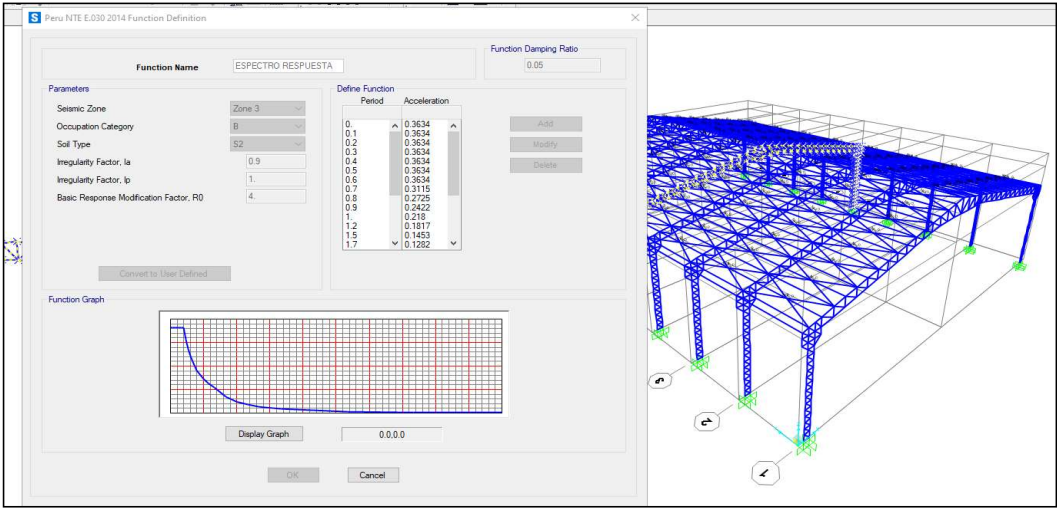 S Peru NTE E.030 2014 Function Definition
Function Name ESPECTRO RESPUESTA
Function Damping Ratio
0.05
Parameters
Seismic Zone Zone 3
Occupation Category B
Soil Type S2
Irregularity Factor, Ia 0.9
Irregularity Factor, Ip 1.
Basic Response Modification Factor, R0 4.
Convert to User Defined
Define Function
Period Acceleration
0. 0.3634
0.1 0.3634
0.2 0.3634
0.3 0.3634
0.4 0.3634
0.5 0.3634
0.6 0.3634
0.7 0.3115
0.8 0.2725
0.9 0.2422
1. 0.218
1.2 0.1817
1.5 0.1453
1.7 0.1282
Add
Modify
Delete
Function Graph
Display Graph 0.0,0.0
OK Cancel